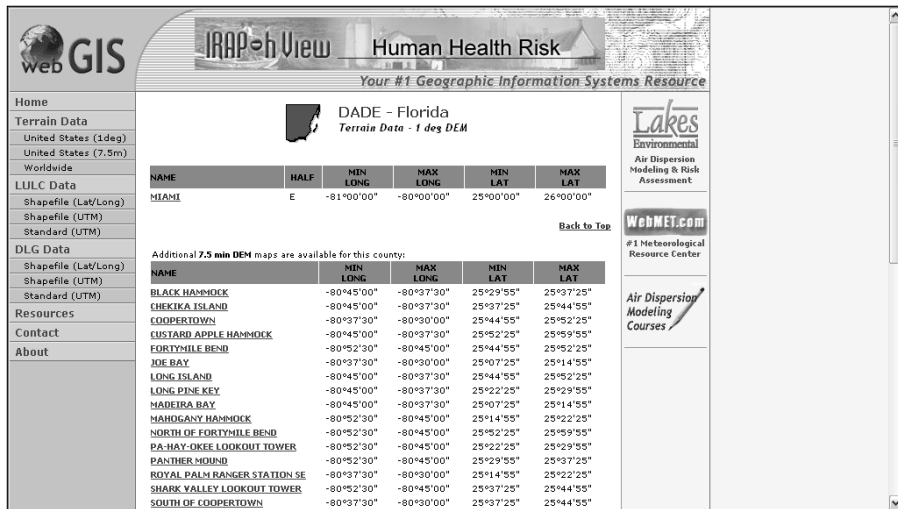 web GIS
IRAP-h View Human Health Risk
Your #1 Geographic Information Systems Resource
Home
Terrain Data
United States (1deg)
United States (7.5m)
Worldwide
LULC Data
Shapefile (Lat/Long)
Shapefile (UTM)
Standard (UTM)
DLG Data
Shapefile (Lat/Long)
Shapefile (UTM)
Standard (UTM)
Resources
Contact
About
DADE - Florida
Terrain Data - 1 deg DEM
NAME HALF MIN LONG MAX LONG MIN LAT MAX LAT
MIAMI E -81°00'00" -80°00'00" 25°00'00" 26°00'00"
Back to Top
Additional 7.5 min DEM maps are available for this county:
NAME MIN LONG MAX LONG MIN LAT MAX LAT
BLACK HAMMOCK -80°45'00" -80°37'30" 25°29'55" 25°37'25"
CHEKIKA ISLAND -80°45'00" -80°37'30" 25°37'25" 25°44'55"
COOPERTOWN -80°37'30" -80°30'00" 25°44'55" 25°52'25"
CUSTARD APPLE HAMMOCK -80°45'00" -80°37'30" 25°52'25" 25°59'55"
FORTYMILE BEND -80°52'30" -80°45'00" 25°44'55" 25°52'25"
JOE BAY -80°37'30" -80°30'00" 25°07'25" 25°14'55"
LONG ISLAND -80°45'00" -80°37'30" 25°44'55" 25°52'25"
LONG PINE KEY -80°45'00" -80°37'30" 25°22'25" 25°29'55"
MADEIRA BAY -80°45'00" -80°37'30" 25°07'25" 25°14'55"
MAHOGANY HAMMOCK -80°52'30" -80°45'00" 25°14'55" 25°22'25"
NORTH OF FORTYMILE BEND -80°52'30" -80°45'00" 25°52'25" 25°59'55"
PA-HAY-OKEE LOOKOUT TOWER -80°52'30" -80°45'00" 25°22'25" 25°29'55"
PANTHER MOUND -80°52'30" -80°45'00" 25°29'55" 25°37'25"
ROYAL PALM RANGER STATION SE -80°37'30" -80°30'00" 25°14'55" 25°22'25"
SHARK VALLEY LOOKOUT TOWER -80°52'30" -80°45'00" 25°37'25" 25°44'55"
SOUTH OF COOPERTOWN -80°37'30" -80°30'00" 25°37'25" 25°44'55"
Lakes
Environmental
Air Dispersion
Modeling & Risk
Assessment
WebMET.com
#1 Meteorological
Resource Center
Air Dispersion
Modeling
Courses